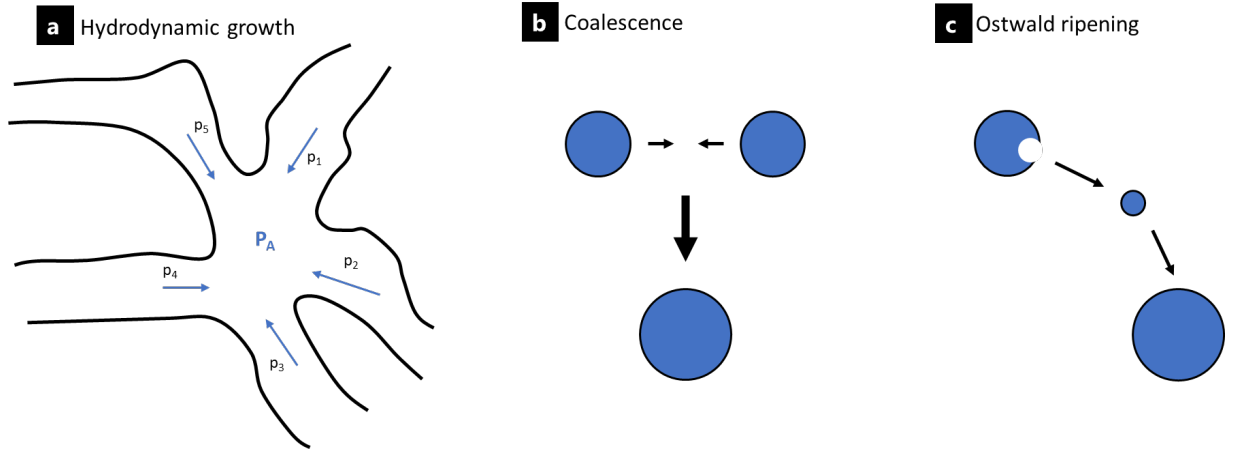 a Hydrodynamic growth
p5
p1
PA
p2
p4
p3
b Coalescence
c Ostwald ripening